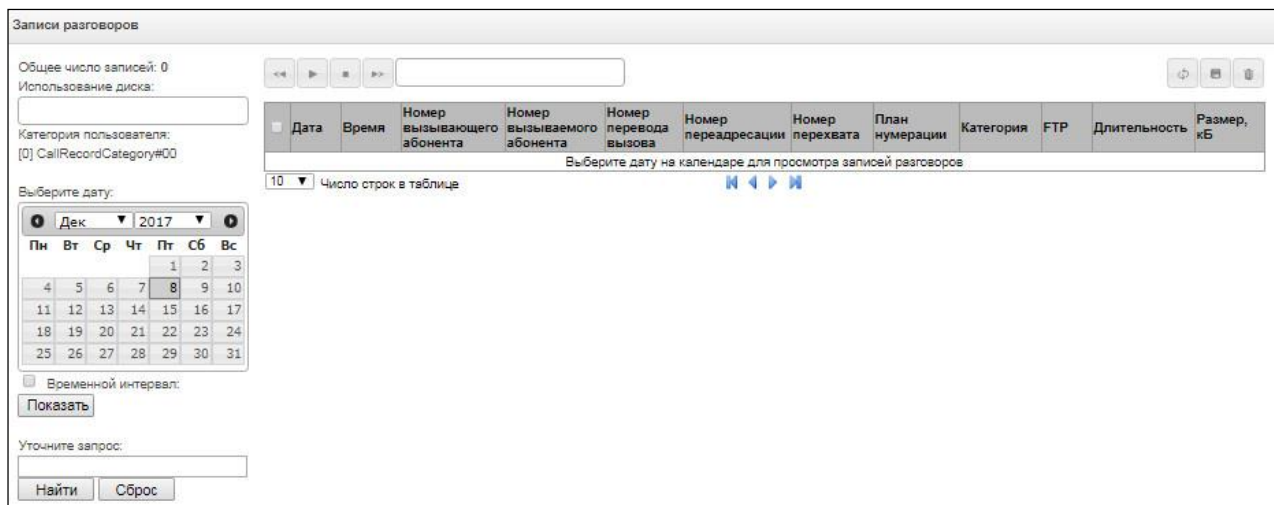 Записи разговоров
Общее число записей: 0
Использование диска:
Категория пользователя:
[0] CallRecordCategory#00
Выберите дату:
Дек 2017
Пн Вт Ср Чт Пт Сб Вс
1 2 3
4 5 6 7 8 9 10
11 12 13 14 15 16 17
18 19 20 21 22 23 24
25 26 27 28 29 30 31
Временной интервал:
Показать
Уточните запрос:
Найти Сброс
Дата Время Номер вызывающего абонента Номер вызываемого абонента Номер перевода вызова Номер переадресации Номер перехвата План нумерации Категория FTP Длительность Размер, кБ
Выберите дату на календаре для просмотра записей разговоров
10 Число строк в таблице